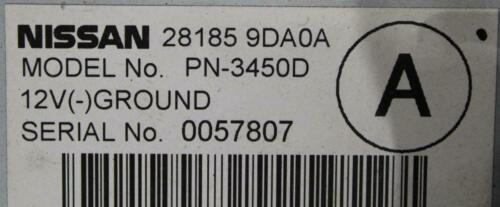 NISSAN 28185 9DA0A
MODEL No. PN-3450D
A
12V(-)GROUND
SERIAL No. 0057807